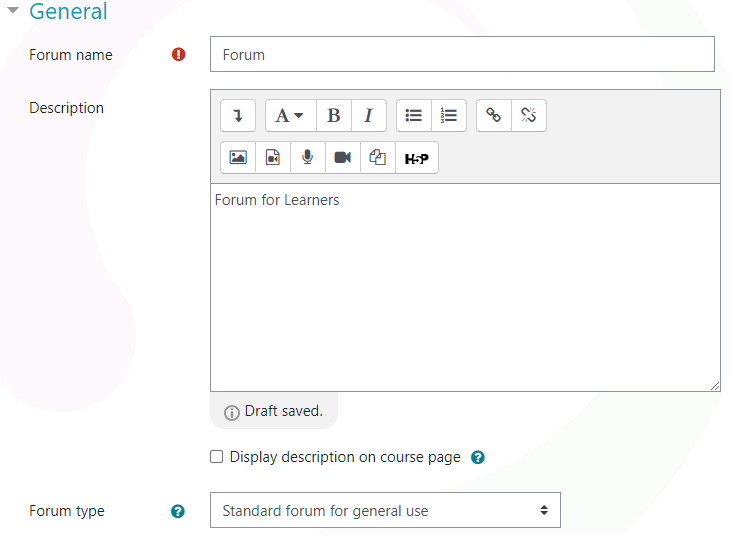 General
Forum name
Forum
Description
A B I
H5P
Forum for Learners
Draft saved.
Display description on course page
Forum type
Standard forum for general use